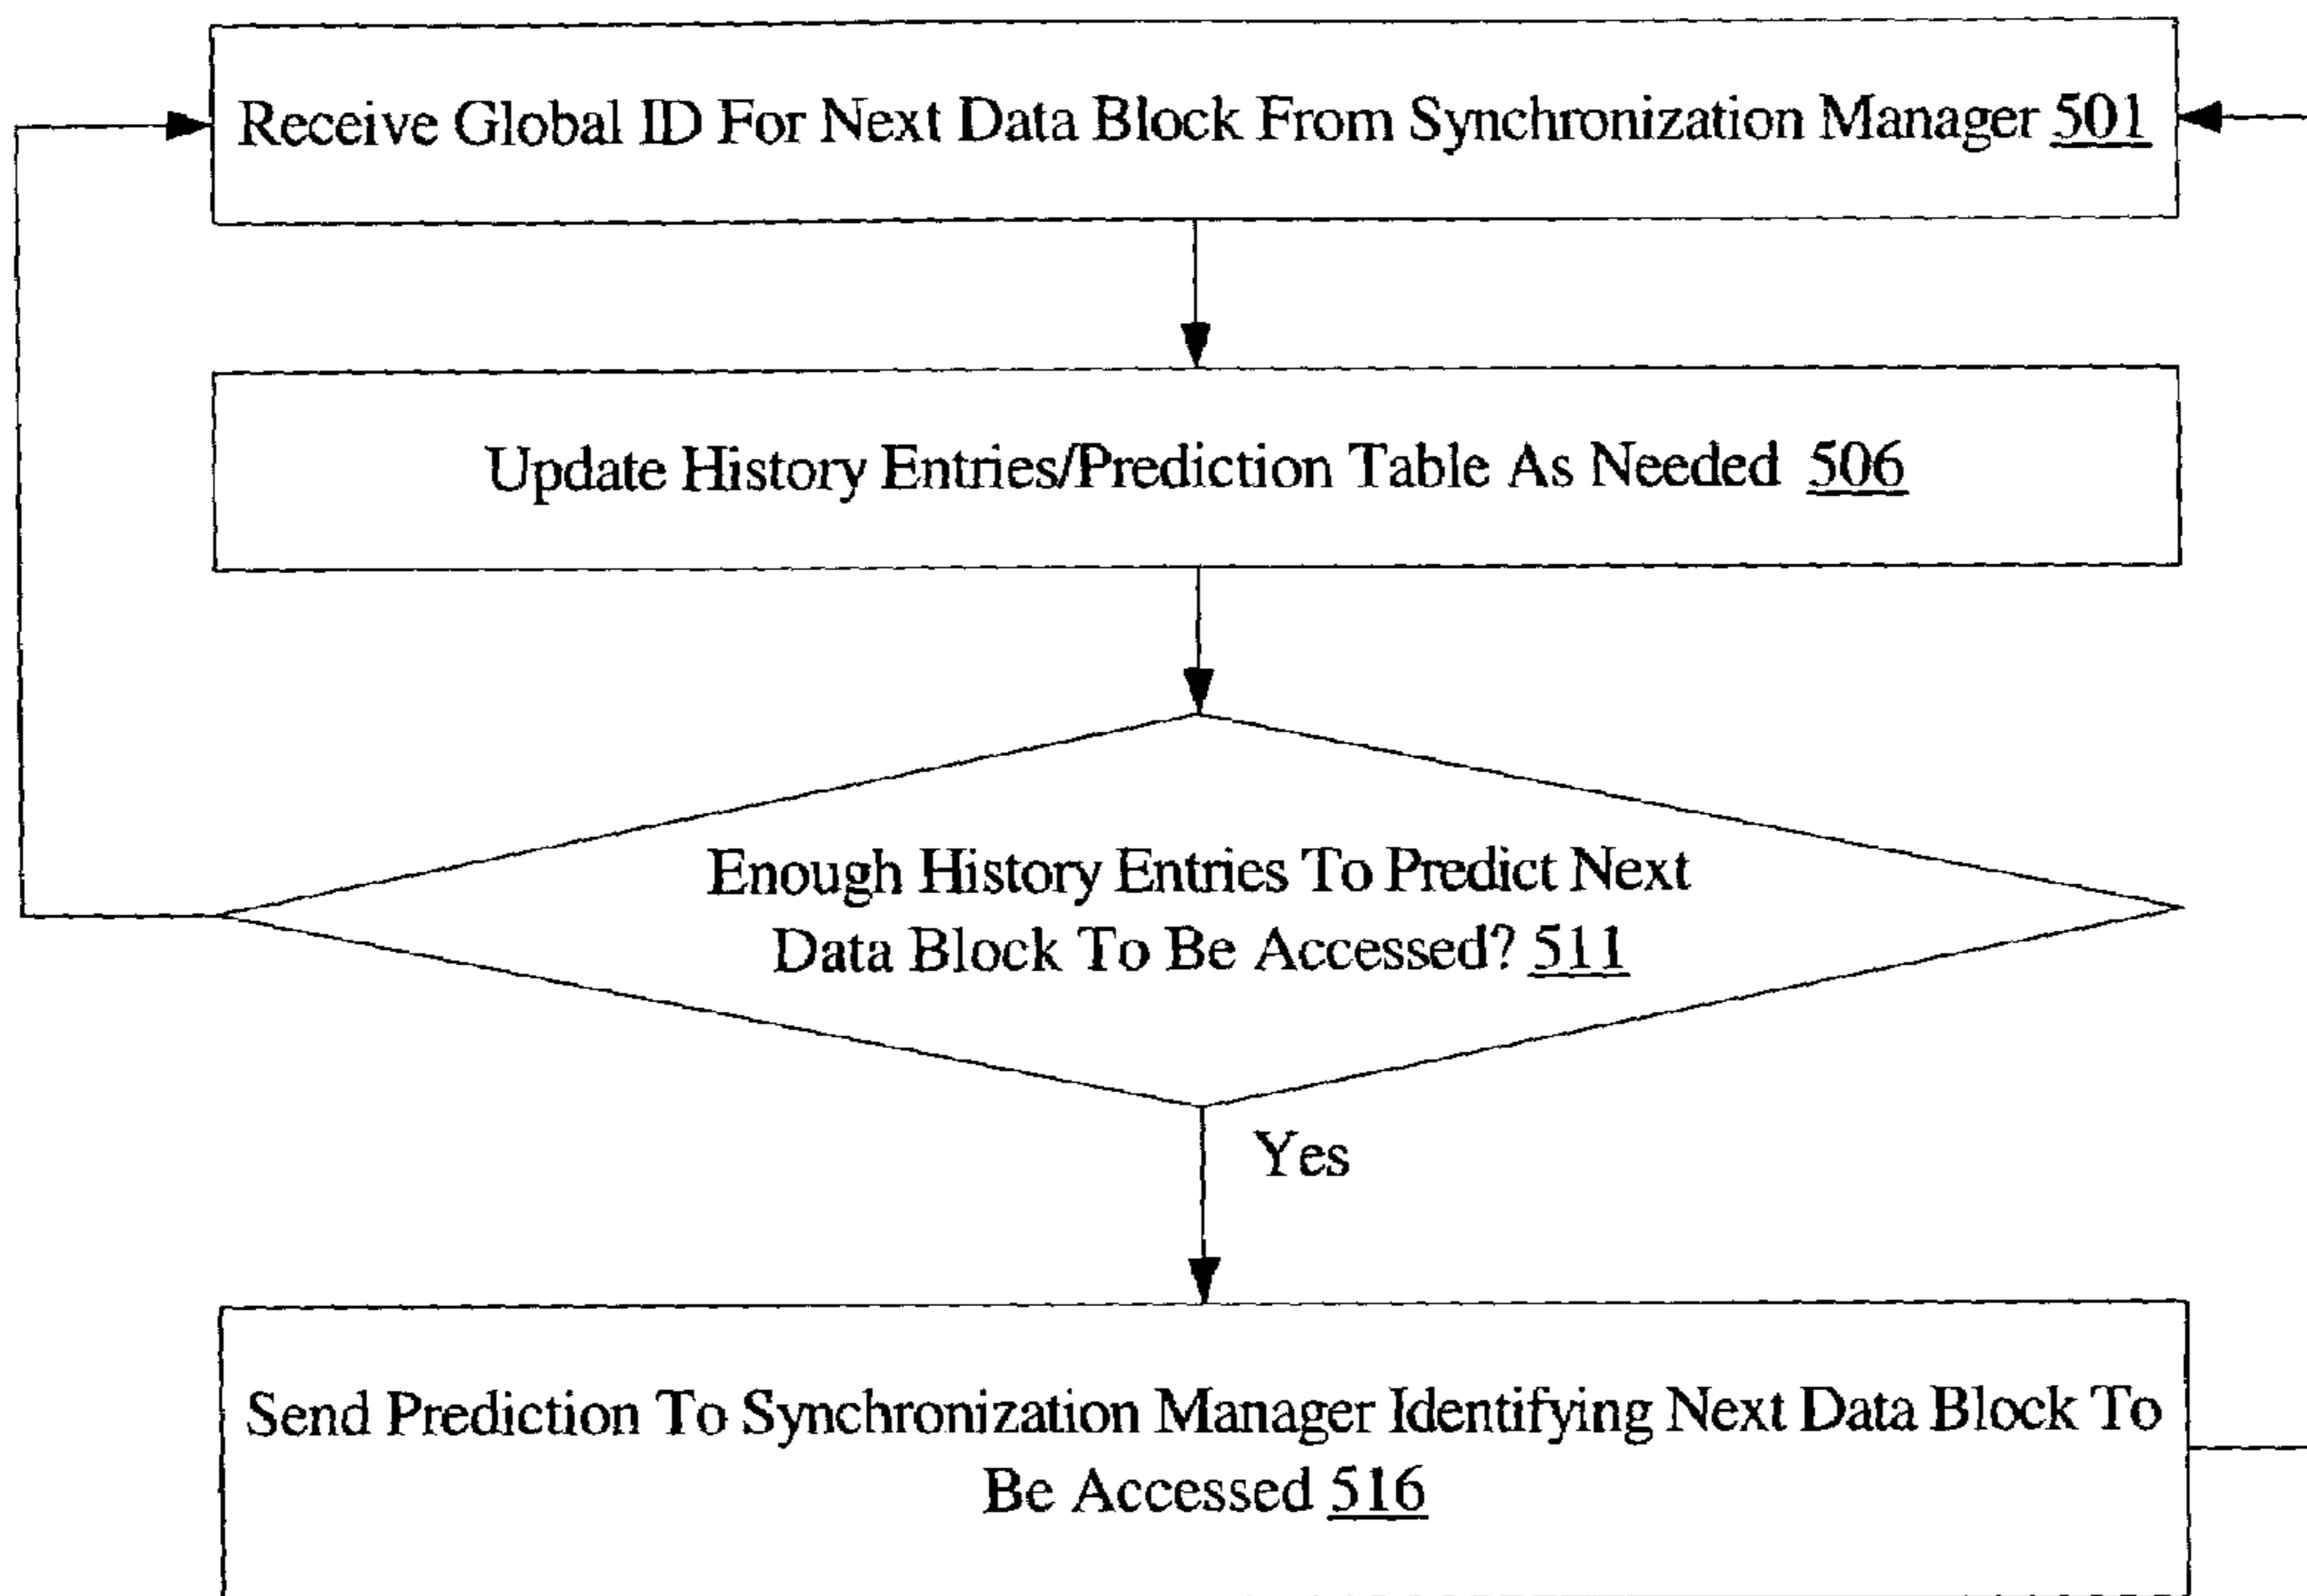 Receive Global ID For Next Data Block From Synchronization Manager 501
Update History Entries/Prediction Table As Needed 506
Enough History Entries To Predict Next
Data Block To Be Accessed? 511
Yes
Send Prediction To Synchronization Manager Identifying Next Data Block To
Be Accessed 516